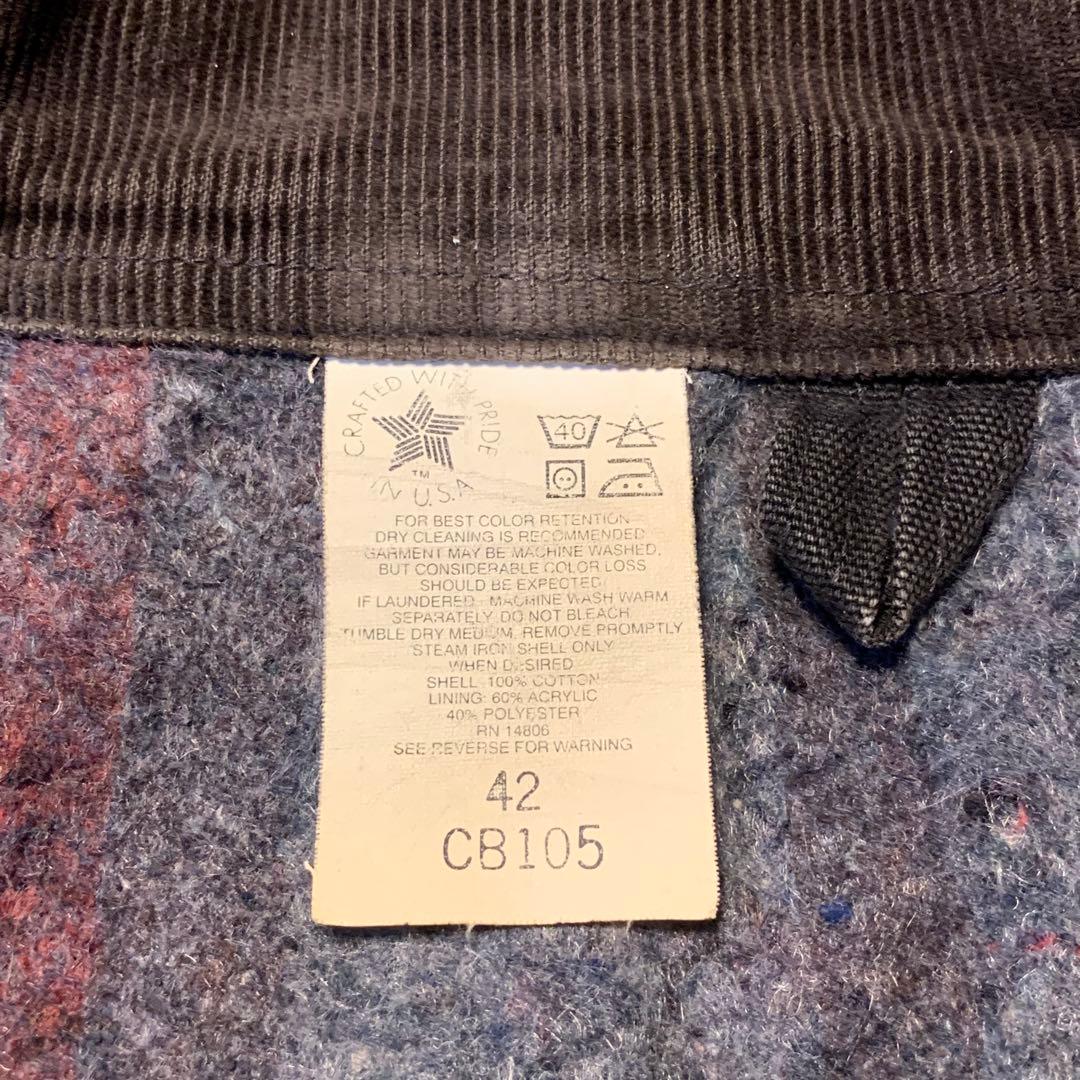 CRAFTED WITH PRIDE
TM
IN U.S.A
40
FOR BEST COLOR RETENTION
DRY CLEANING IS RECOMMENDED
GARMENT MAY BE MACHINE WASHED,
BUT CONSIDERABLE COLOR LOSS
SHOULD BE EXPECTED
IF LAUNDERED - MACHINE WASH WARM
SEPARATELY, DO NOT BLEACH
TUMBLE DRY MEDIUM, REMOVE PROMPTLY
STEAM IRON SHELL ONLY
WHEN DESIRED
SHELL: 100% COTTON
LINING: 60% ACRYLIC
40% POLYESTER
RN 14806
SEE REVERSE FOR WARNING
42
CB105